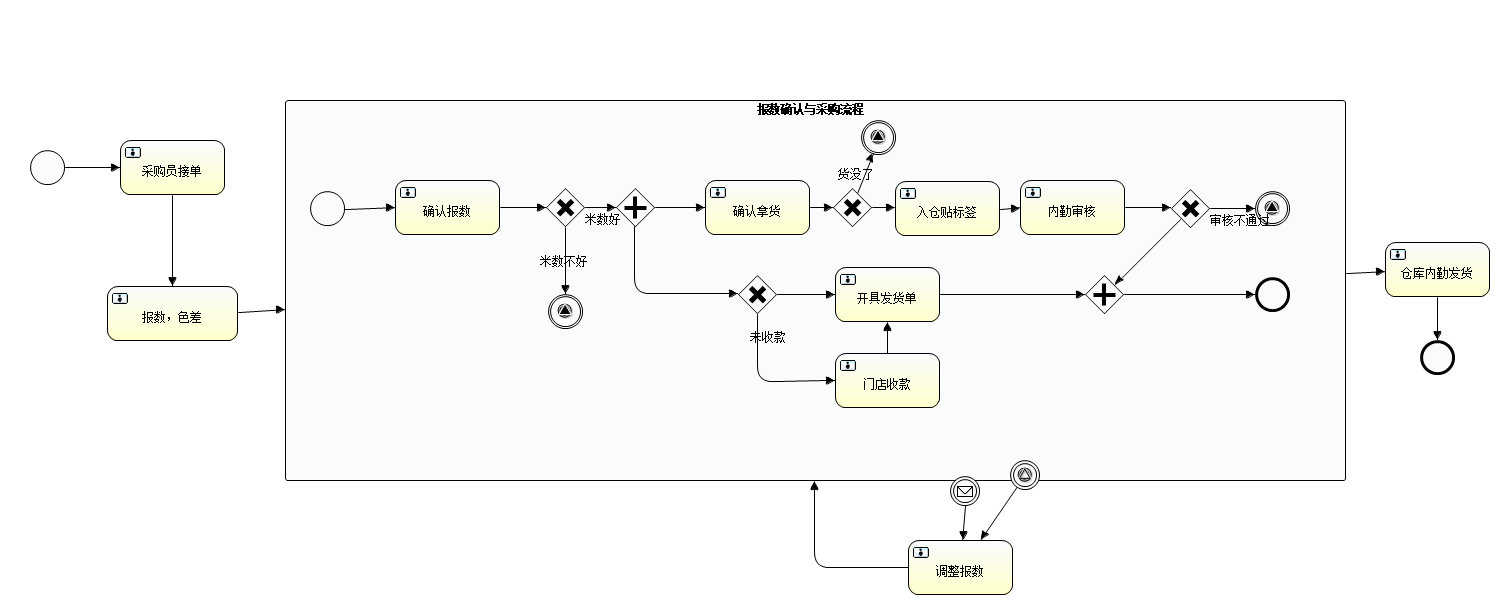 报数确认与采购流程
采购员接单
报数，色差
确认报数
米数好
米数不好
确认拿货
货没了
入仓贴标签
内勤审核
审核不通过
开具发货单
未收款
门店收款
仓库内勤发货
调整报数